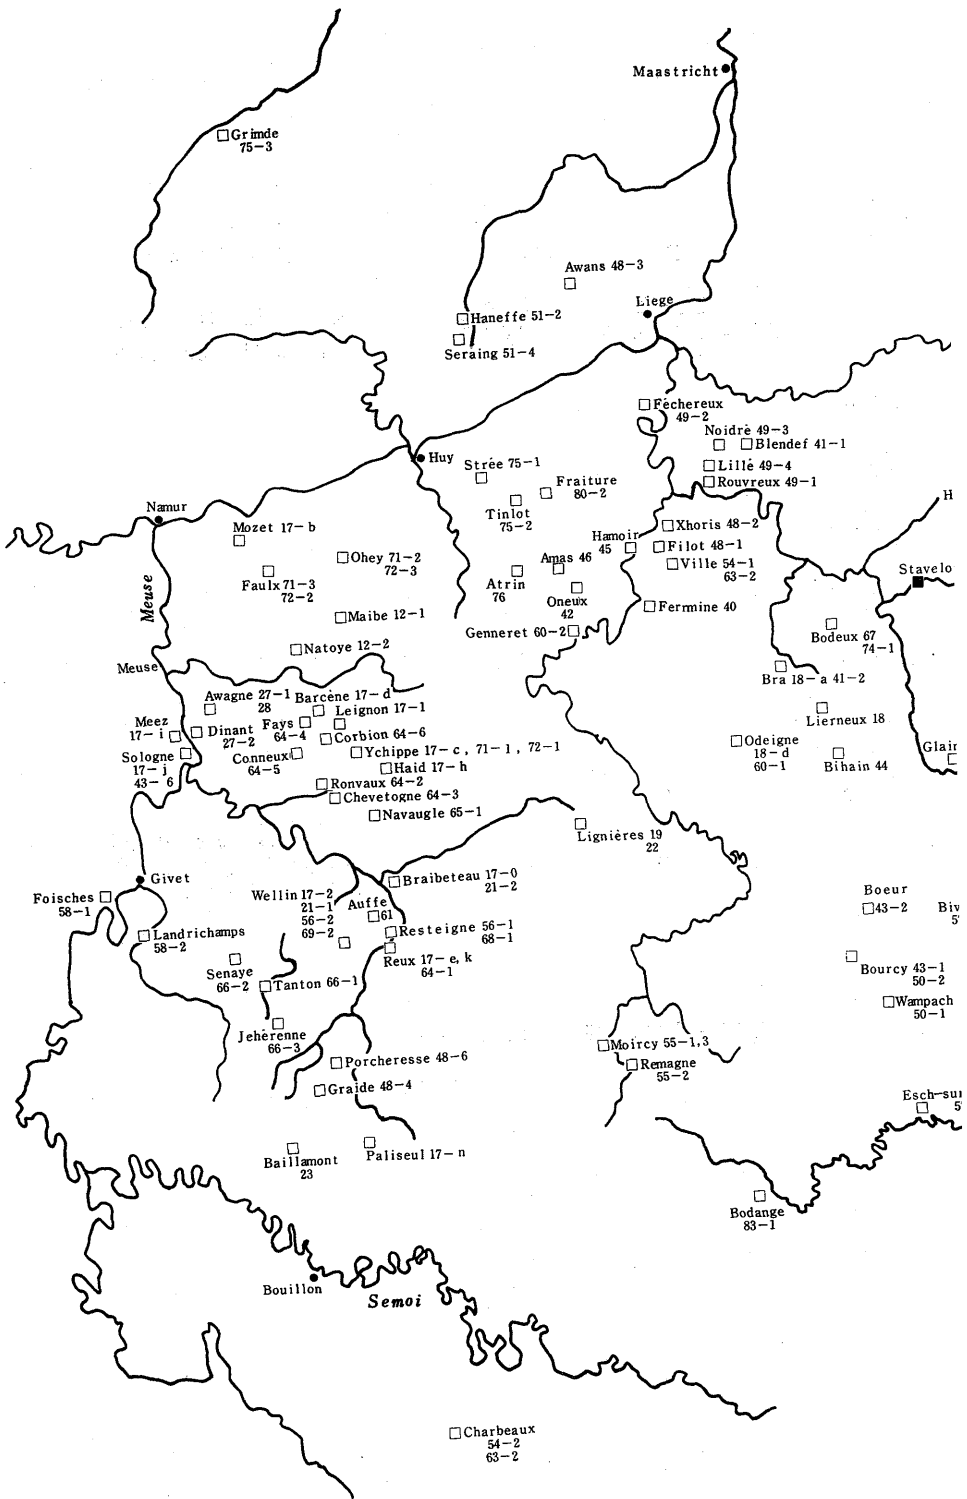 Maastricht
Grimde
75-3
Awans 48-3
Liege
Haneffe 51-2
Seraing 51-4
Féchereux
49-2
Noidrè 49-3
Blendef 41-1
Lillé 49-4
Rouvreux 49-1
Huy
Strée 75-1
Fraiture
80-2
Tinlot
75-2
H
Namur
Mozet 17-b
Xhoris 48-2
Hamoir
45
Filot 48-1
Ville 54-1
63-2
Ohey 71-2
72-3
Amas 46
Atrin
76
Stavelo
Faulx 71-3
72-2
Oneux
42
Fermine 40
Meuse
Maibe 12-1
Genneret 60-2
Bodeux 67
74-1
Natoye 12-2
Meuse
Bra 18-a 41-2
Awagne 27-1
28
Barcène 17-d
Leignon 17-1
Lierneux 18
Meez
17-i
Dinant
27-2
Fays
64-4
Corbion 64-6
Odeigne
18-d
60-1
Bihain 44
Glair
Sologne
17-j
43-6
Conneux
64-5
Ychippe 17-c, 71-1, 72-1
Haid 17-h
Ronvaux 64-2
Chevetogne 64-3
Navaugle 65-1
Lignières 19
22
Givet
Braibeteau 17-0
21-2
Foisches
58-1
Wellin 17-2
21-1
56-2
69-2
Auffe
61
Boeur
43-2
Biv
5
Landrichamps
58-2
Resteigne 56-1
68-1
Reux 17-e, k
64-1
Senaye
66-2
Tanton 66-1
Bourcy 43-1
50-2
Wampach
50-1
Jehérenne
66-3
Moircy 55-1,3
Porcheresse 48-6
Remagne
55-2
Graide 48-4
Esch-sur
5
Baillamont
23
Paliseul 17-n
Bodange
83-1
Bouillon
Semoi
Charbeaux
54-2
63-2